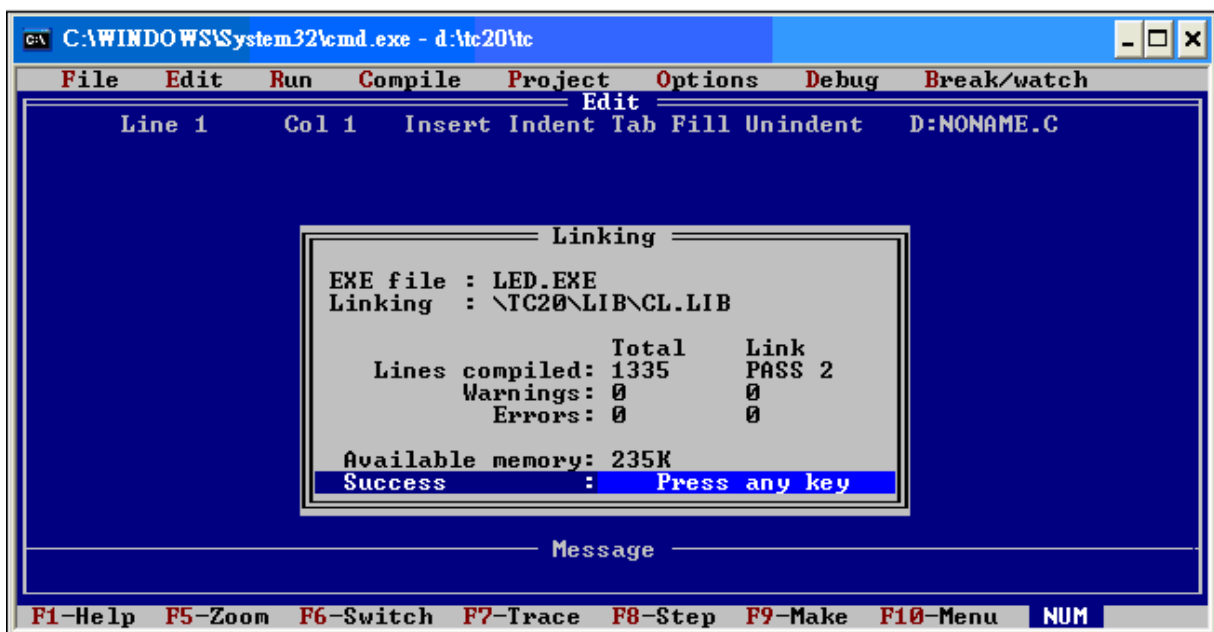 C:\WINDOWS\System32\cmd.exe - d:\tc20\tc
File Edit Run Compile Project Options Debug Break/watch
Edit
Line 1 Col 1 Insert Indent Tab Fill Unindent D:NONAME.C
Linking
EXE file : LED.EXE
Linking : \TC20\LIB\CL.LIB
Total Link
Lines compiled: 1335 PASS 2
Warnings: 0 0
Errors: 0 0
Available memory: 235K
Success : Press any key
Message
F1-Help F5-Zoom F6-Switch F7-Trace F8-Step F9-Make F10-Menu NUM